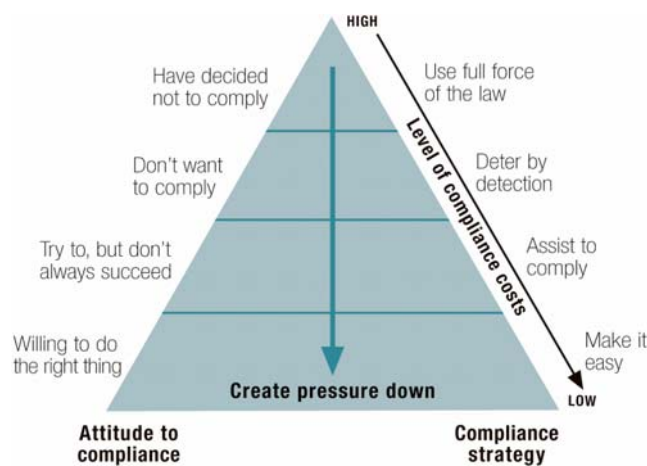 HIGH
Have decided
not to comply
Use full force
of the law
Don't want
to comply
Deter by
detection
Level of compliance costs
Try to, but don't
always succeed
Assist to
comply
Willing to do
the right thing
Make it
easy
Create pressure down
LOW
Attitude to
compliance
Compliance
strategy